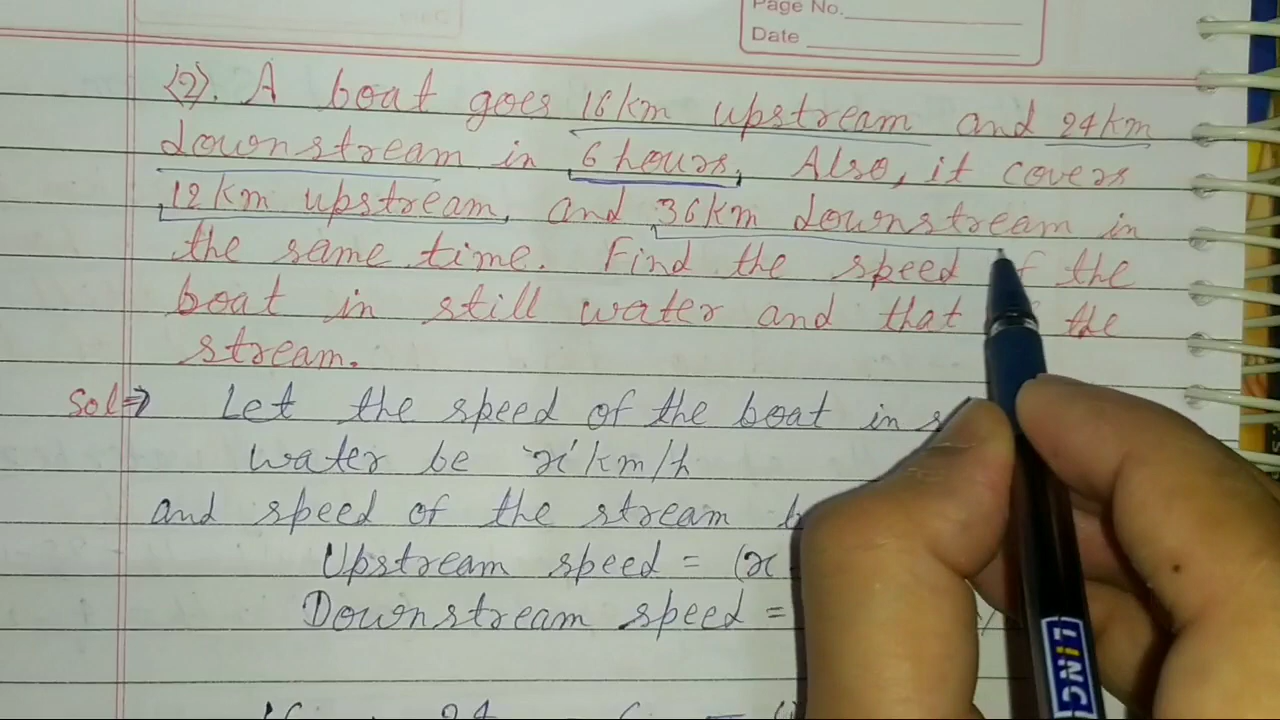 Page No.
Date
(2). A boat goes 16km upstream and 24km
downstream in 6 hours. Also, it covers
12km upstream, and 36km downstream in
the same time. Find the speed of the
boat in still water and that the
stream.
Sol⇒ Let the speed of the boat in
water be 'x' km/h
and speed of the stream
Upstream speed = (x
Downstream speed =
24
LINC